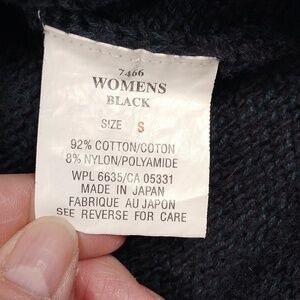 7466
WOMENS
BLACK
SIZE S
92% COTTON/COTON
8% NYLON/POLYAMIDE
WPL 6635/CA 05331
MADE IN JAPAN
FABRIQUE AU JAPON
SEE REVERSE FOR CARE